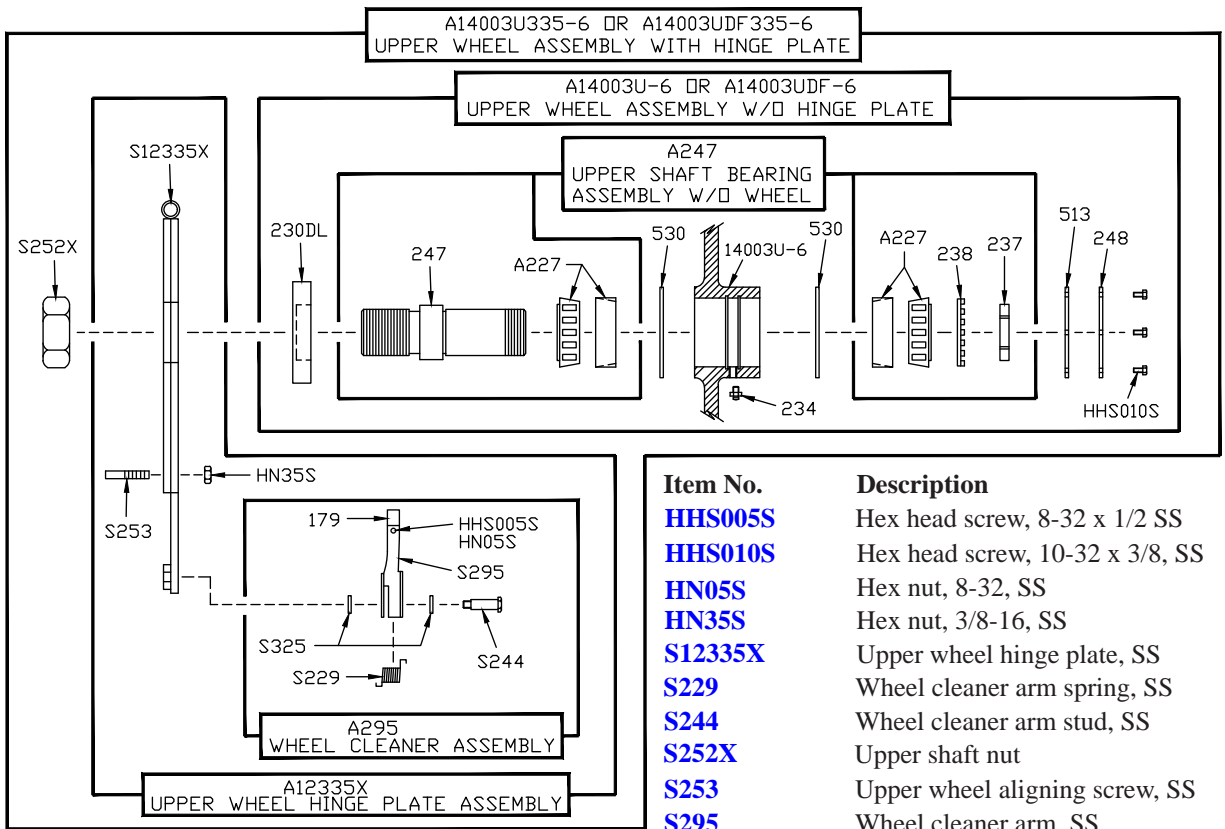 A14003U335-6 OR A14003UDF335-6
UPPER WHEEL ASSEMBLY WITH HINGE PLATE
A14003U-6 OR A14003UDF-6
UPPER WHEEL ASSEMBLY W/O HINGE PLATE
A247
UPPER SHAFT BEARING
ASSEMBLY W/O WHEEL
S12335X
S252X
230DL
247
A227
530
14003U-6
530
A227
238
237
513
248
234
HHS010S
HN35S
S253
179
HHS005S
HN05S
S295
S325
S244
S229
A295
WHEEL CLEANER ASSEMBLY
A12335X
UPPER WHEEL HINGE PLATE ASSEMBLY
Item No. Description
HHS005S Hex head screw, 8-32 x 1/2 SS
HHS010S Hex head screw, 10-32 x 3/8, SS
HN05S Hex nut, 8-32, SS
HN35S Hex nut, 3/8-16, SS
S12335X Upper wheel hinge plate, SS
S229 Wheel cleaner arm spring, SS
S244 Wheel cleaner arm stud, SS
S252X Upper shaft nut
S253 Upper wheel aligning screw, SS
S295 Wheel cleaner arm, SS